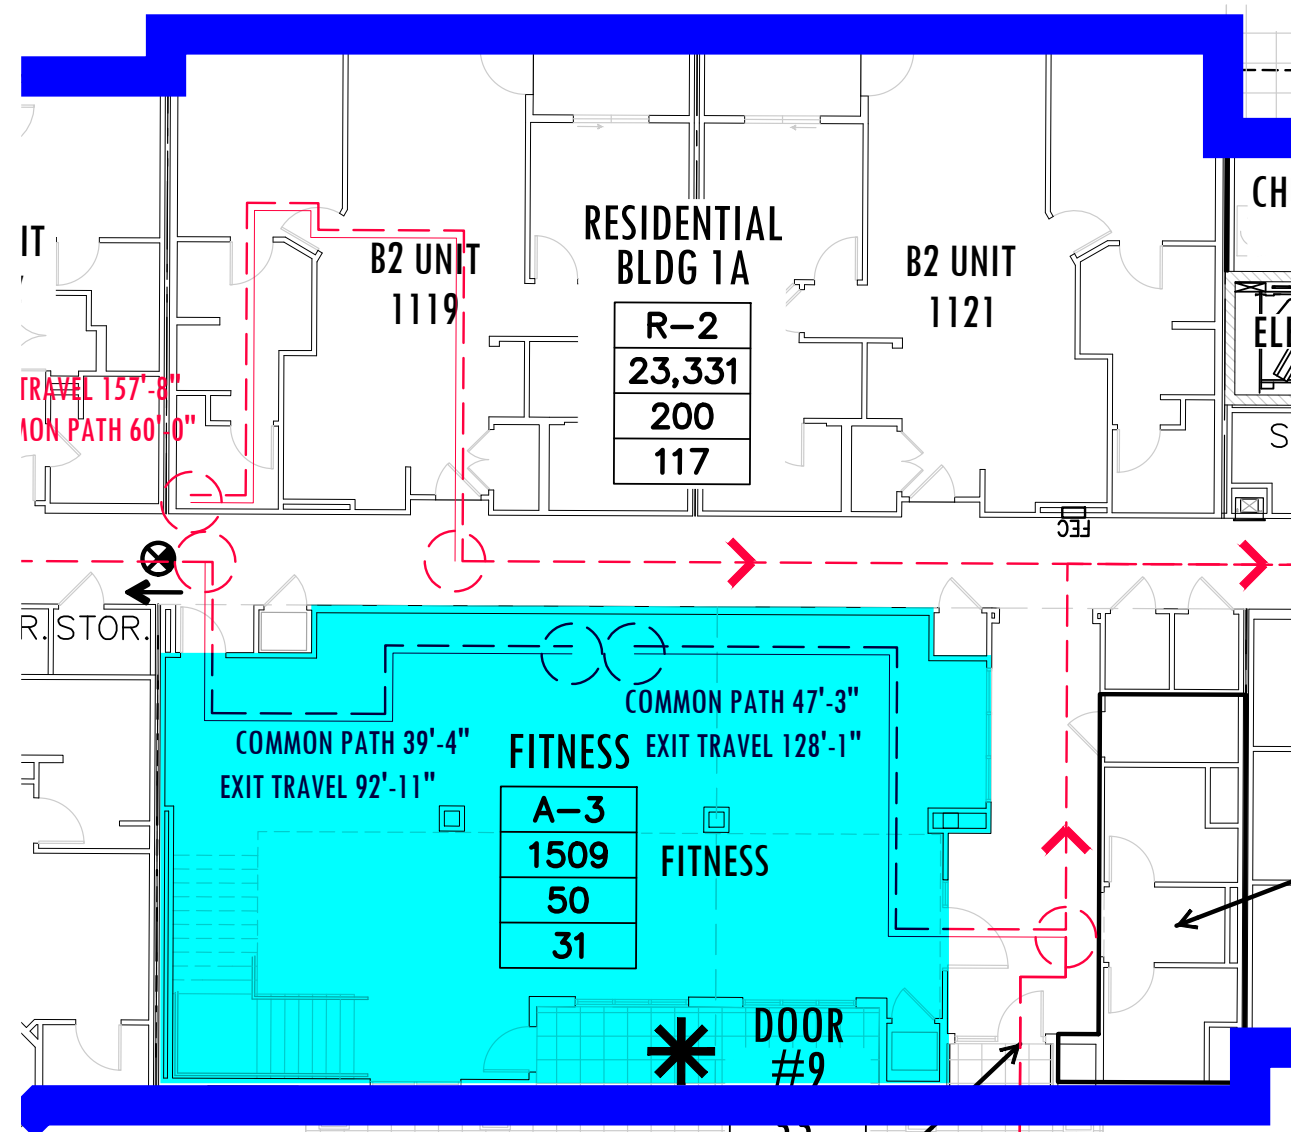 CH
RESIDENTIAL
BLDG 1A
IT
B2 UNIT
1119
B2 UNIT
1121
R-2
23,331
200
117
TRAVEL 157'-8"
MON PATH 60'-0"
S
FEC
R.
STOR.
COMMON PATH 47'-3"
EXIT TRAVEL 128'-1"
COMMON PATH 39'-4"
EXIT TRAVEL 92'-11"
FITNESS
A-3
1509
50
31
FITNESS
DOOR
#9